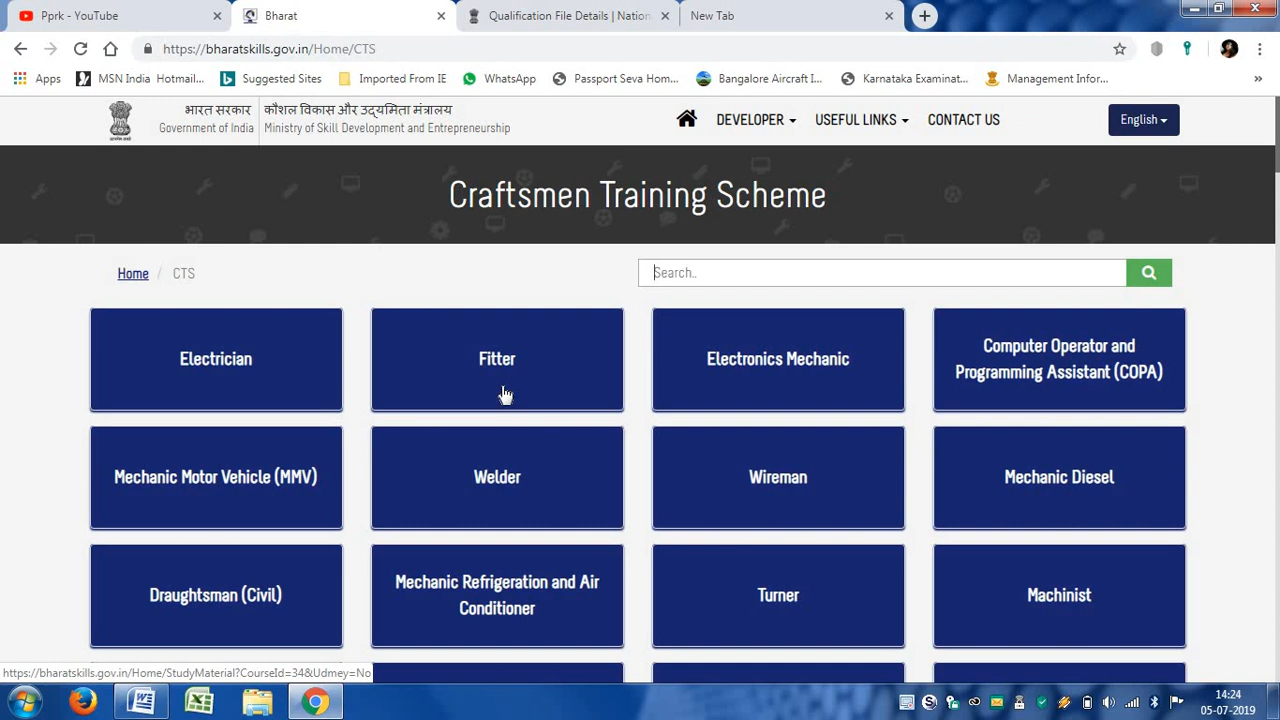 Pprk - YouTube
Bharat
Qualification File Details | Nation
New Tab
https://bharatskills.gov.in/Home/CTS
Apps
MSN India Hotmail...
Suggested Sites
Imported From IE
WhatsApp
Passport Seva Hom...
Bangalore Aircraft I...
Karnataka Examinat...
Management Infor...
»
भारत सरकार
Government of India
कौशल विकास और उद्यमिता मंत्रालय
Ministry of Skill Development and Entrepreneurship
DEVELOPER
USEFUL LINKS
CONTACT US
English
Craftsmen Training Scheme
Home / CTS
Search..
Electrician
Fitter
Electronics Mechanic
Computer Operator and
Programming Assistant (COPA)
Mechanic Motor Vehicle (MMV)
Welder
Wireman
Mechanic Diesel
Draughtsman (Civil)
Mechanic Refrigeration and Air
Conditioner
Turner
Machinist
https://bharatskills.gov.in/Home/StudyMaterial?CourseId=34&Udmey=No
14:24
05-07-2019